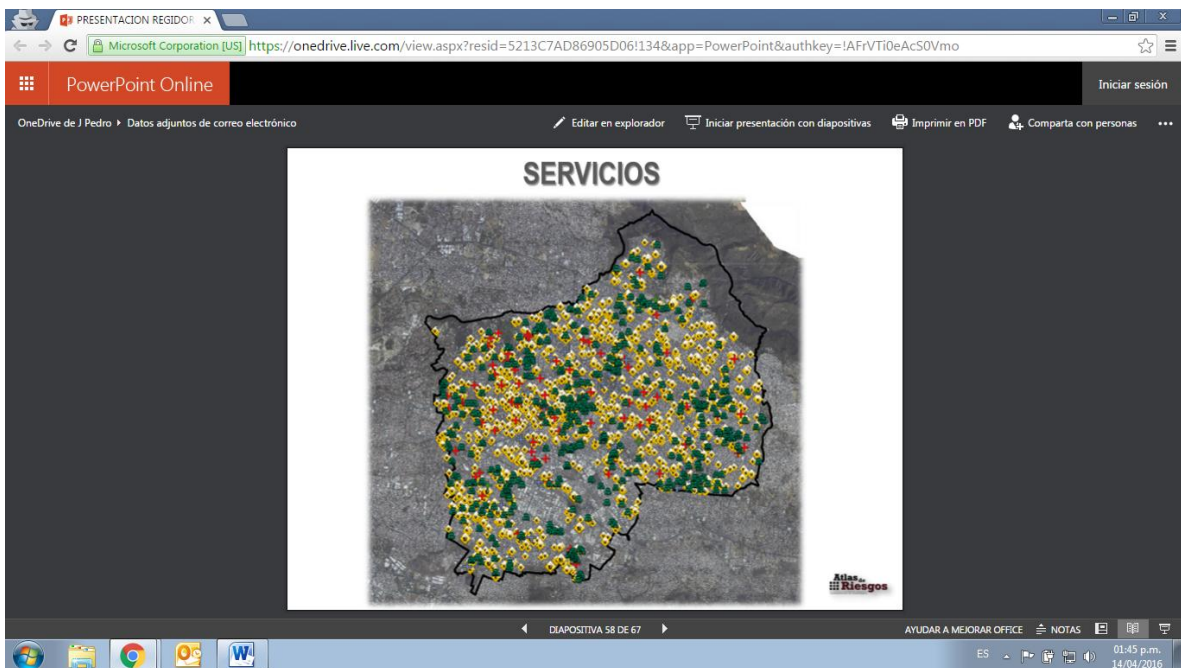 PRESENTACION REGIDOR
Microsoft Corporation [US] https://onedrive.live.com/view.aspx?resid=5213C7AD86905D06!134&app=PowerPoint&authkey=!AFrVTi0eAcS0Vmo
PowerPoint Online
Iniciar sesión
OneDrive de J Pedro ▸ Datos adjuntos de correo electrónico
Editar en explorador
Iniciar presentación con diapositivas
Imprimir en PDF
Comparta con personas
SERVICIOS
Atlas de
Riesgos
DIAPOSITIVA 58 DE 67
AYUDAR A MEJORAR OFFICE
NOTAS
ES
01:45 p.m.
14/04/2016